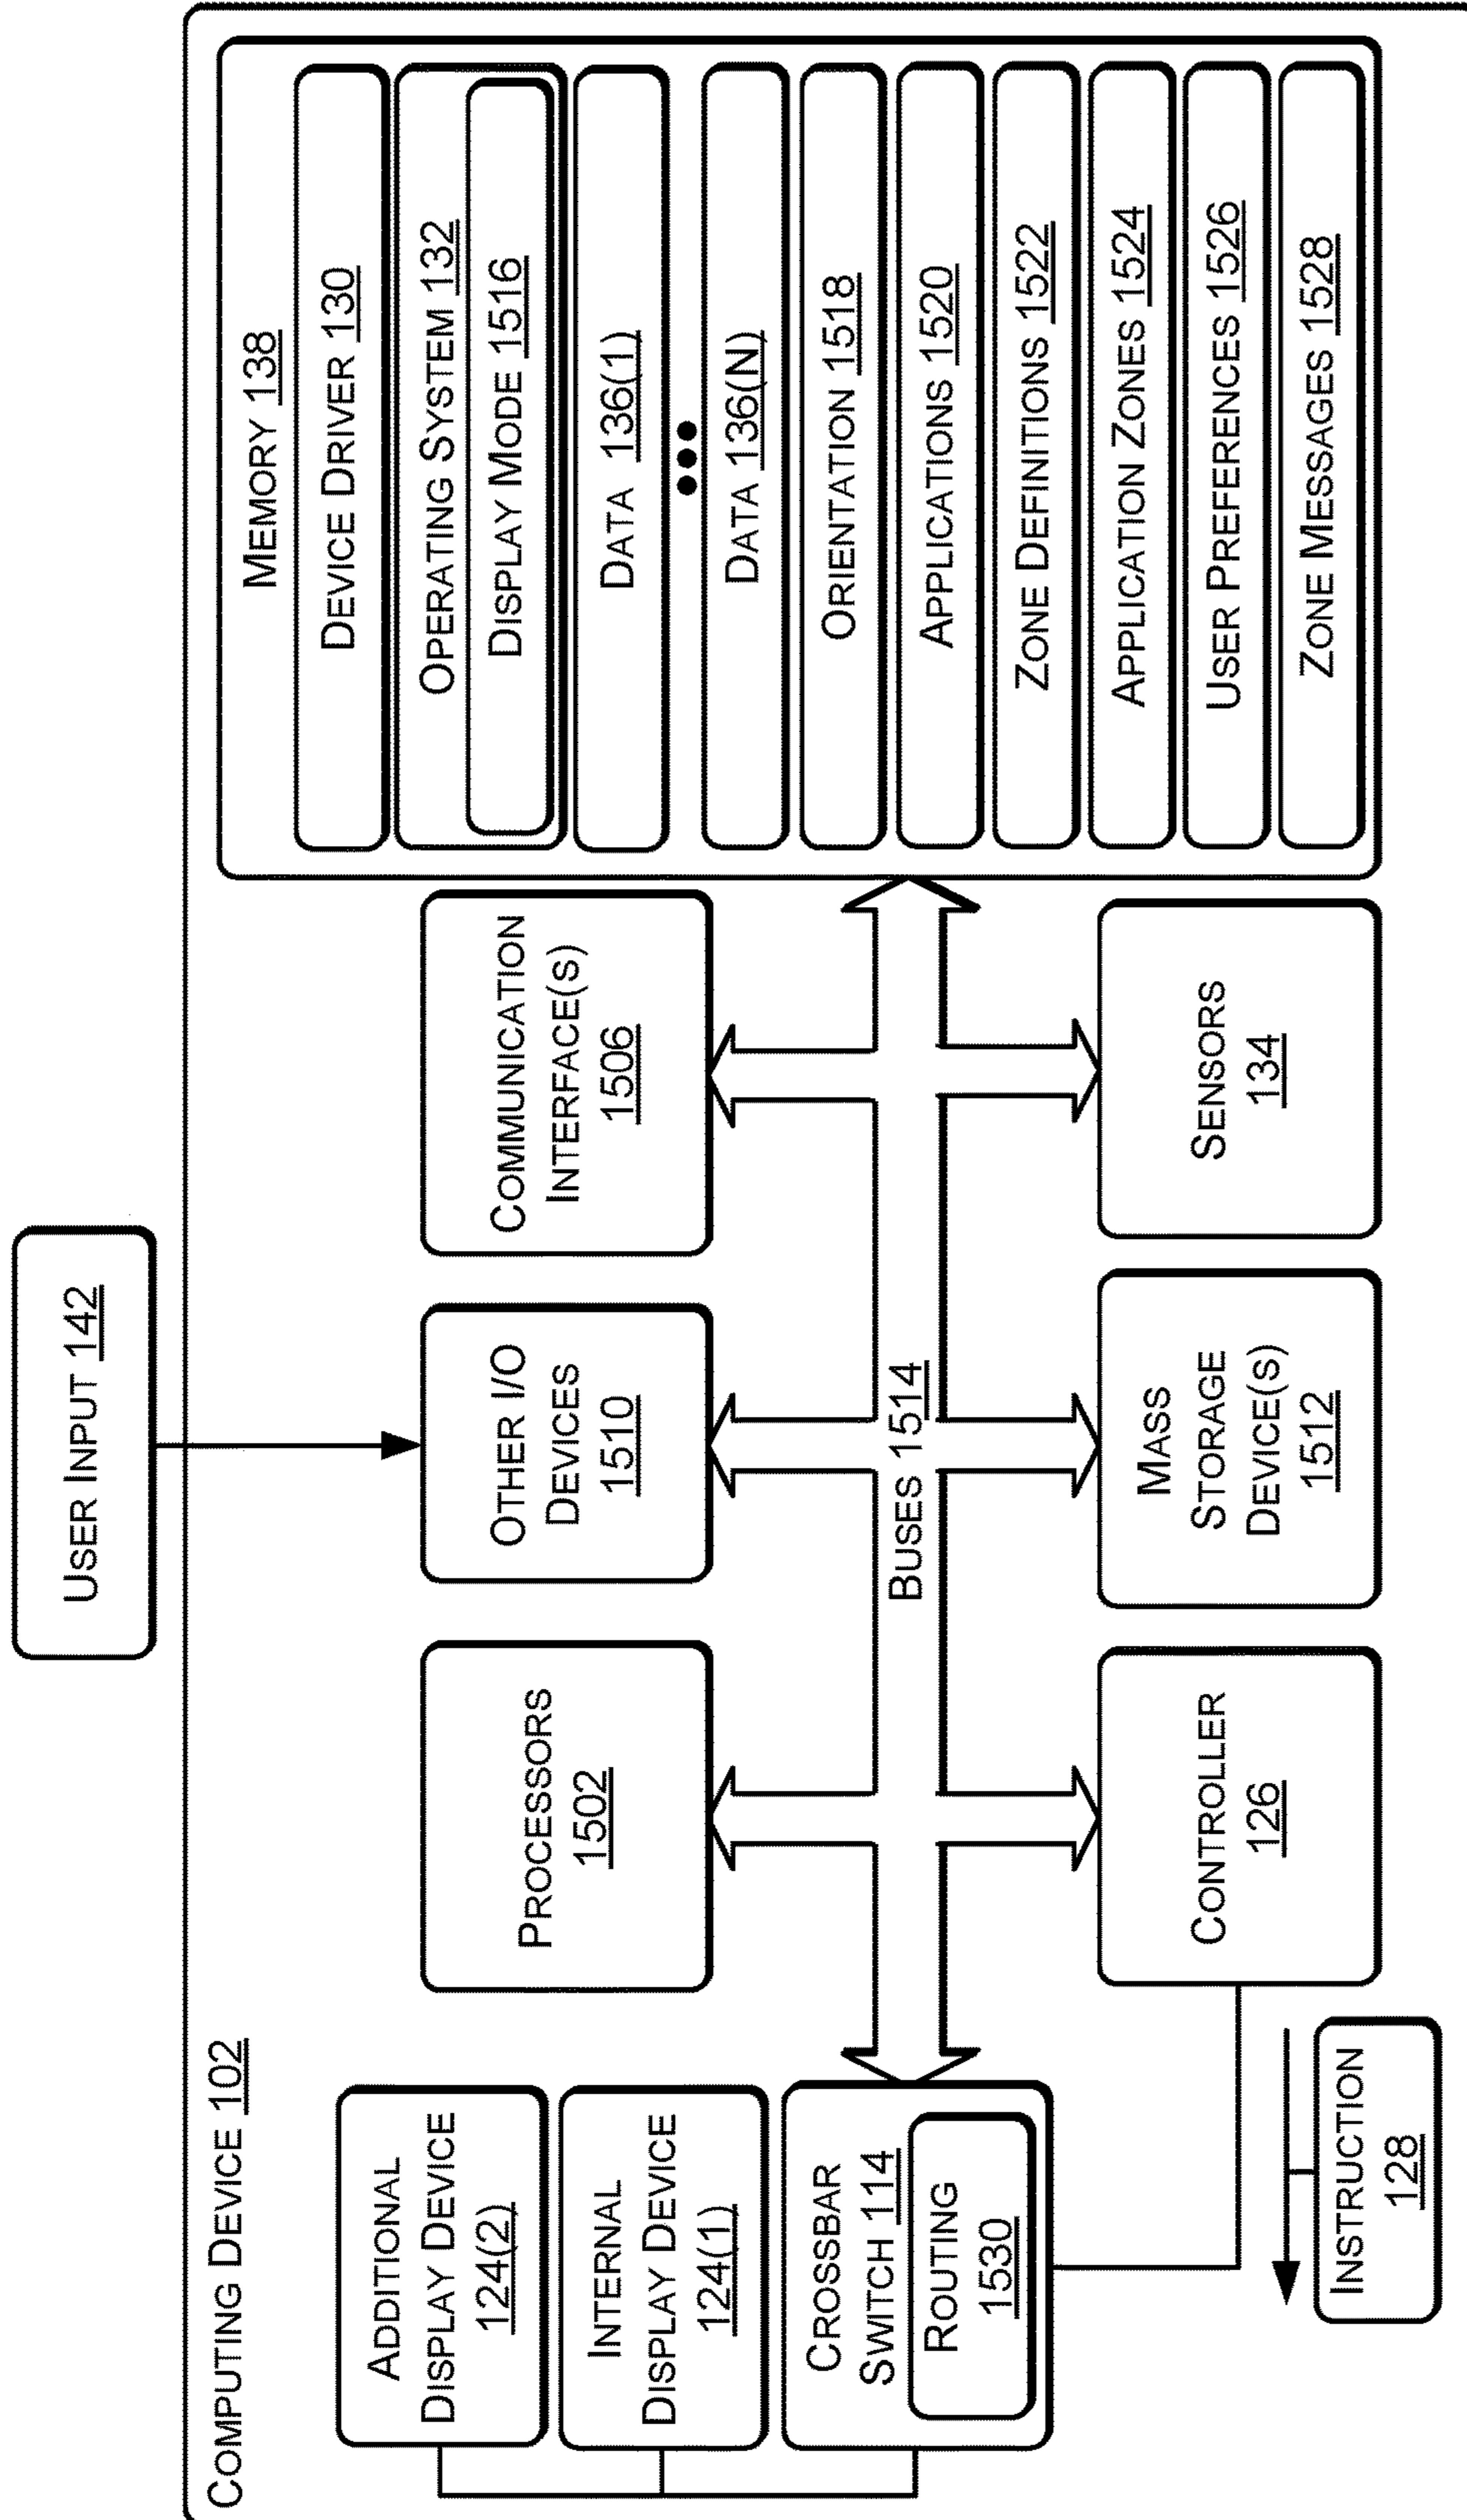 USER INPUT 142
COMPUTING DEVICE 102
ADDITIONAL
DISPLAY DEVICE
124(2)
INTERNAL
DISPLAY DEVICE
124(1)
CROSSBAR
SWITCH 114
ROUTING
1530
PROCESSORS
1502
OTHER I/O
DEVICES
1510
COMMUNICATION
INTERFACE(S)
1506
BUSES 1514
CONTROLLER
126
MASS
STORAGE
DEVICE(S)
1512
SENSORS
134
INSTRUCTION
128
MEMORY 138
DEVICE DRIVER 130
OPERATING SYSTEM 132
DISPLAY MODE 1516
DATA 136(1)
DATA 136(N)
ORIENTATION 1518
APPLICATIONS 1520
ZONE DEFINITIONS 1522
APPLICATION ZONES 1524
USER PREFERENCES 1526
ZONE MESSAGES 1528